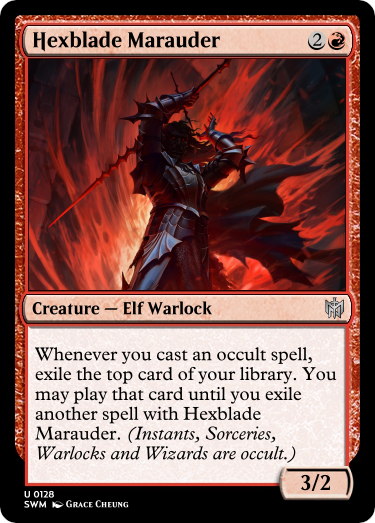 Hexblade Marauder 2
Creature — Elf Warlock
Whenever you cast an occult spell,
exile the top card of your library. You
may play that card until you exile
another spell with Hexblade
Marauder. (Instants, Sorceries,
Warlocks and Wizards are occult.)
3/2
U 0128
SWM Grace Cheung